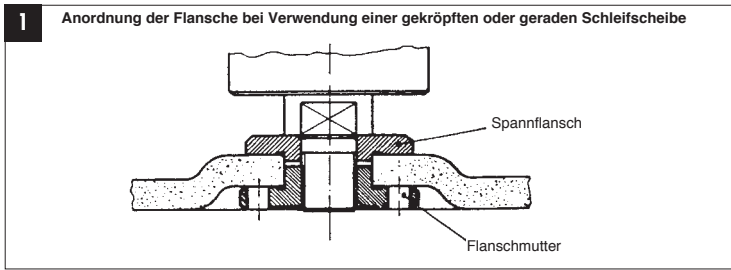 1
Anordnung der Flansche bei Verwendung einer gekröpften oder geraden Schleifscheibe
Spannflansch
Flanschmutter